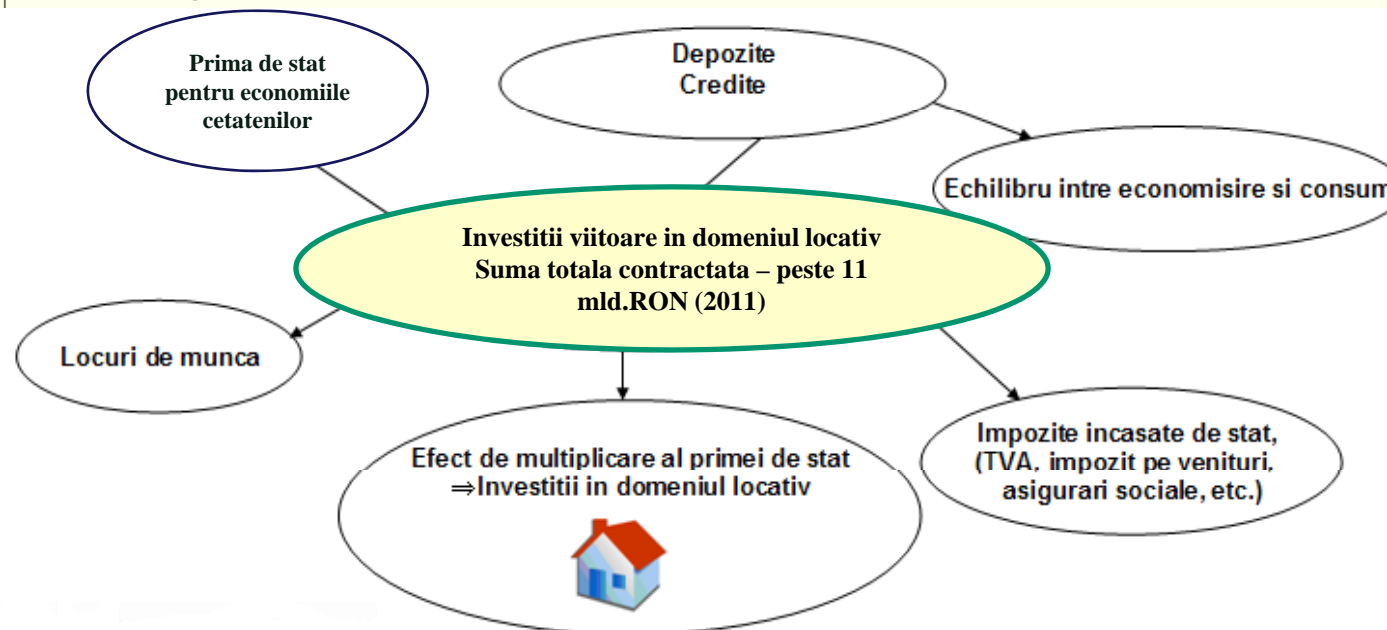 Prima de stat
pentru economiile
cetatenilor
Depozite
Credite
Echilibru intre economisire si consum
Investitii viitoare in domeniul locativ
Suma totala contractata – peste 11
mld.RON (2011)
Locuri de munca
Efect de multiplicare al primei de stat
⇒Investitii in domeniul locativ
Impozite incasate de stat,
(TVA, impozit pe venituri,
asigurari sociale, etc.)